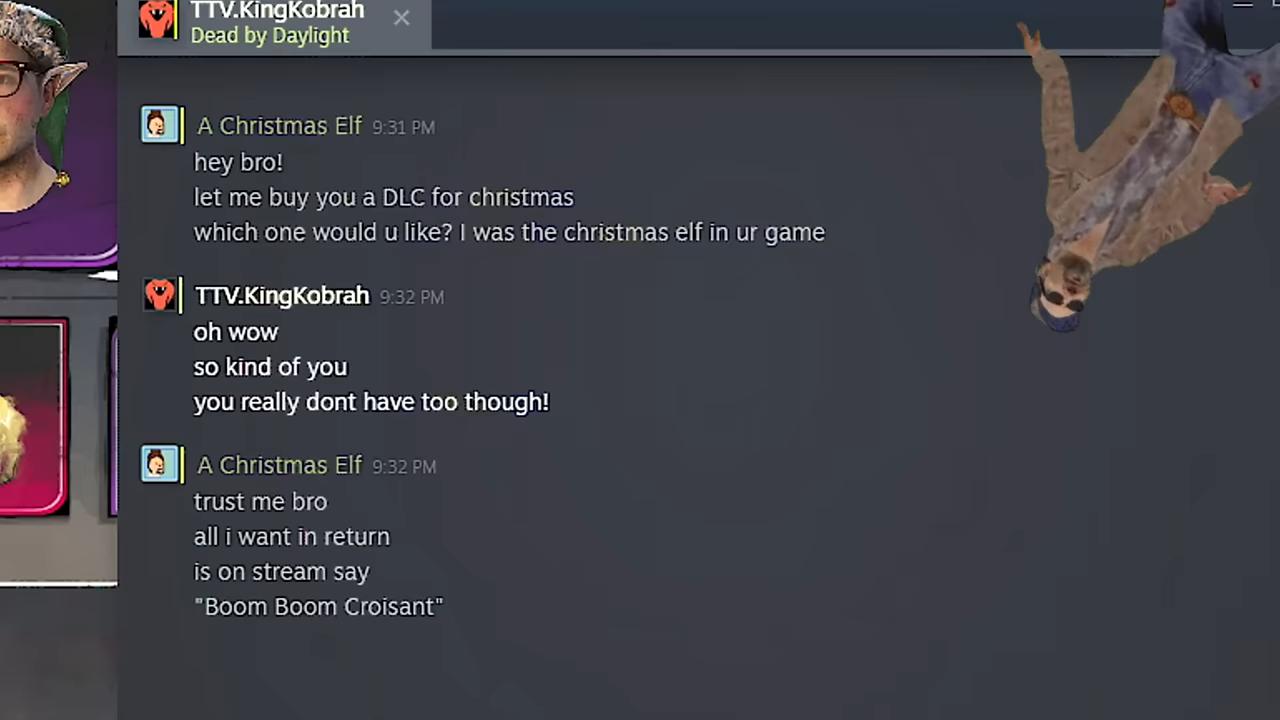 TTV.KingKobrah
Dead by Daylight
A Christmas Elf 9:31 PM
hey bro!
let me buy you a DLC for christmas
which one would u like? I was the christmas elf in ur game
TTV.KingKobrah 9:32 PM
oh wow
so kind of you
you really dont have too though!
A Christmas Elf 9:32 PM
trust me bro
all i want in return
is on stream say
"Boom Boom Croisant"